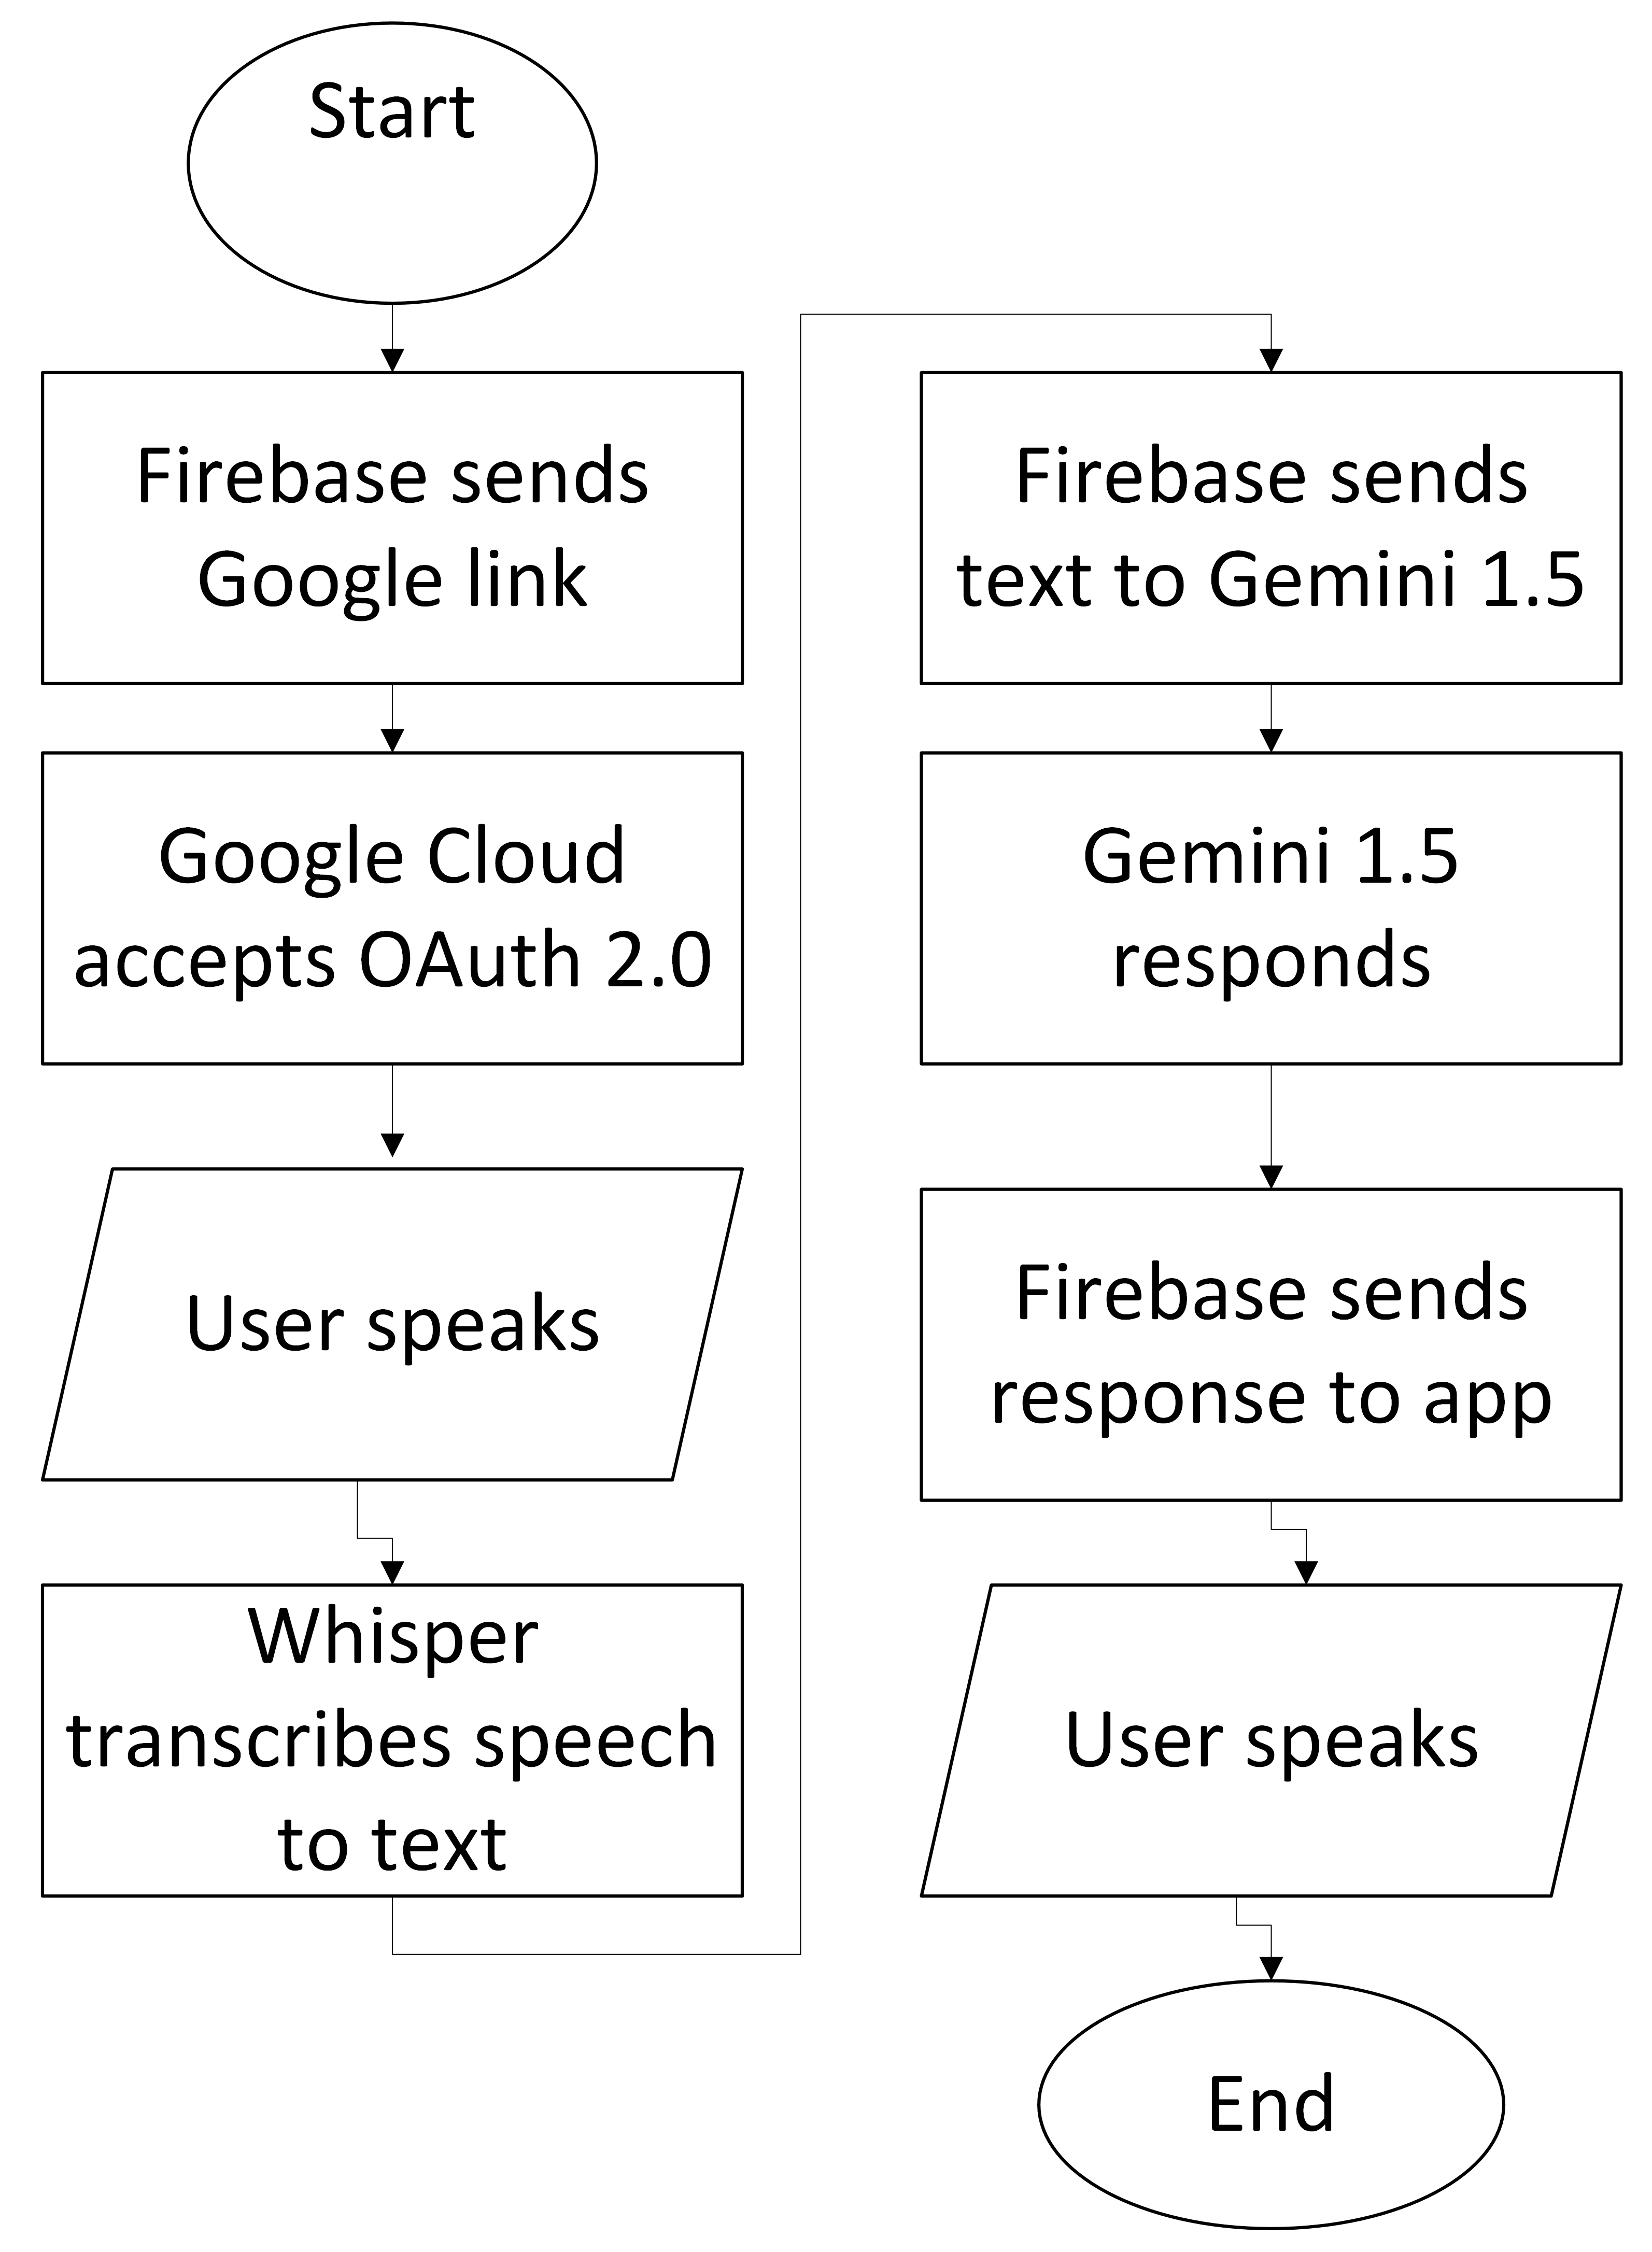 Start
Firebase sends
Google link
Google Cloud
accepts OAuth 2.0
User speaks
Whisper
transcribes speech
to text
Firebase sends
text to Gemini 1.5
Gemini 1.5
responds
Firebase sends
response to app
User speaks
End